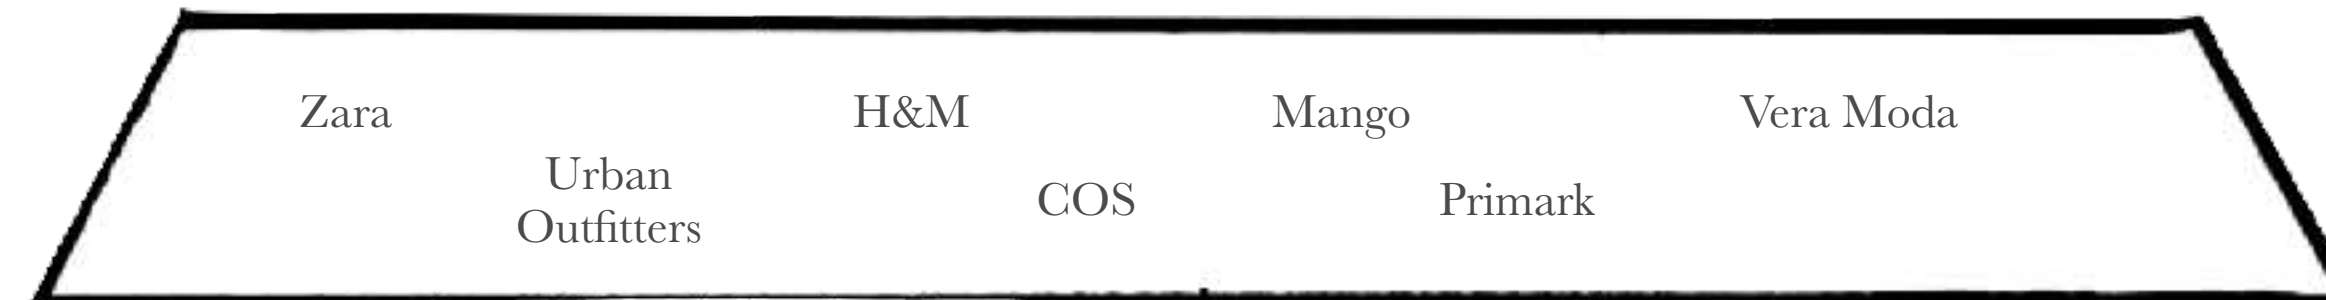 Zara
H&M
Mango
Vera Moda
Urban
Outfitters
COS
Primark